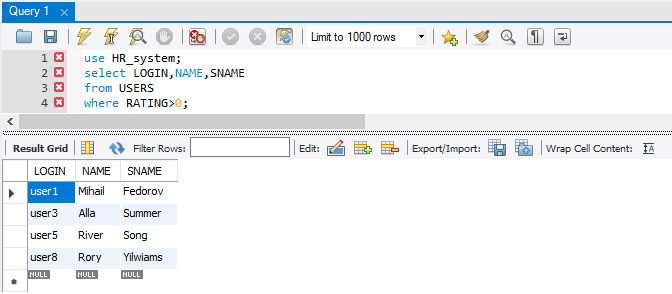 Query 1
Limit to 1000 rows
1 use HR_system;
2 select LOGIN,NAME,SNAME
3 from USERS
4 where RATING>0;
Result Grid Filter Rows: Edit: Export/Import: Wrap Cell Content:
LOGIN NAME SNAME
user1 Mihail Fedorov
user3 Alla Summer
user5 River Song
user8 Rory Yilwiams
NULL NULL NULL